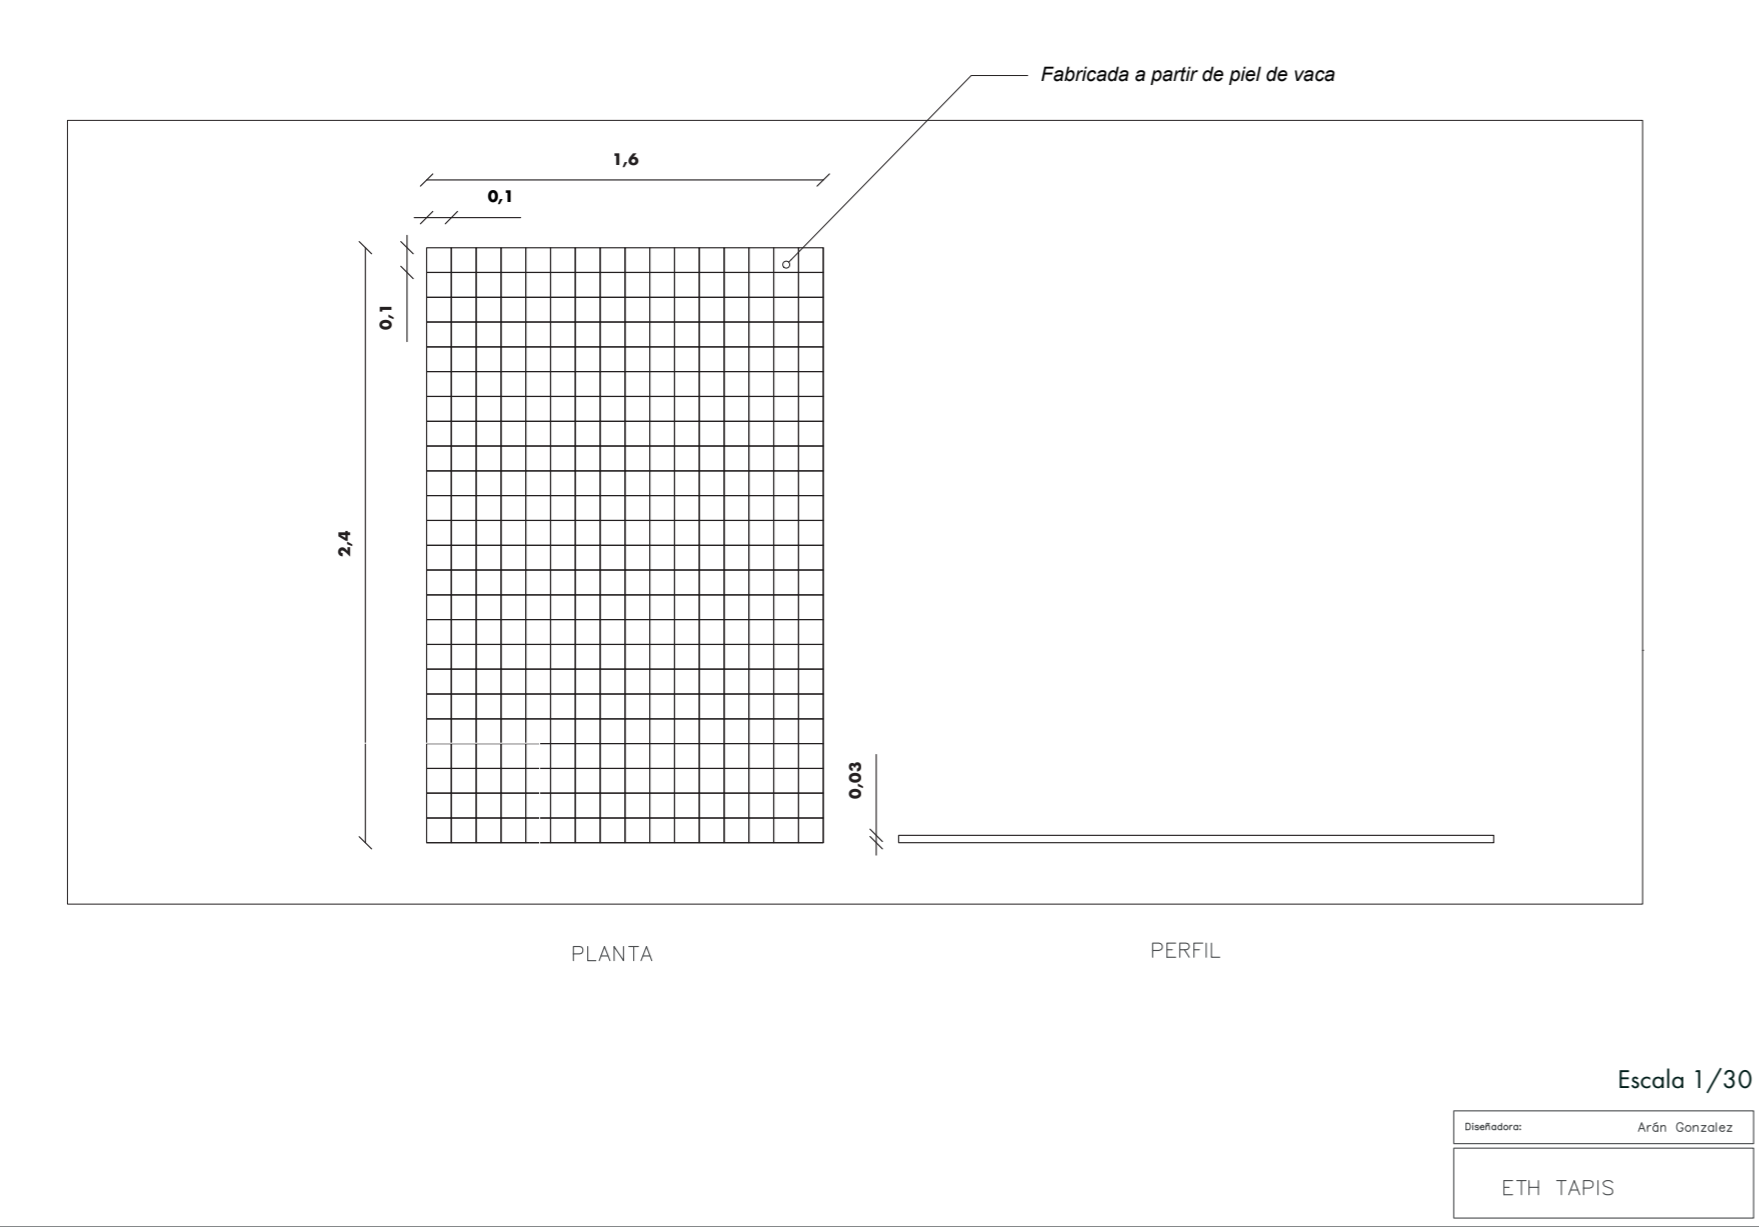 Fabricada a partir de piel de vaca
1,6
0,1
0,1
2,4
0,03
PLANTA
PERFIL
Escala 1/30
Diseñadora: Arán Gonzalez
ETH TAPIS